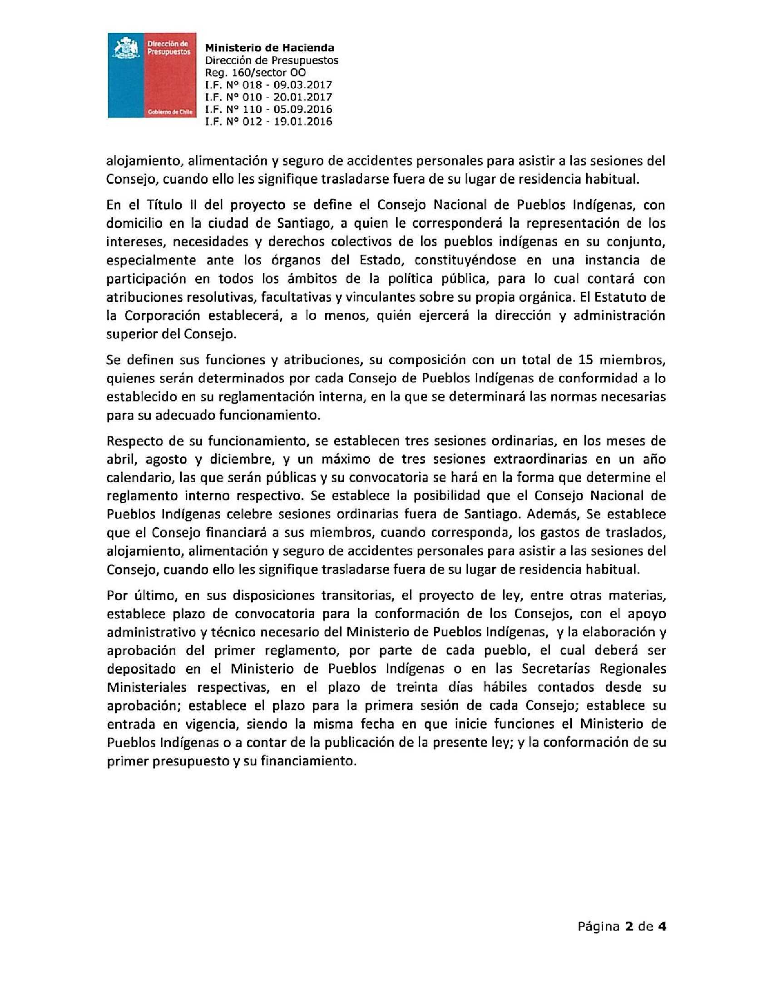 Dirección de
Presupuestos
Gobierno de Chile
Ministerio de Hacienda
Dirección de Presupuestos
Reg. 160/sector OO
I.F. Nº 018 - 09.03.2017
I.F. Nº 010 - 20.01.2017
I.F. Nº 110 - 05.09.2016
I.F. Nº 012 - 19.01.2016
alojamiento, alimentación y seguro de accidentes personales para asistir a las sesiones del
Consejo, cuando ello les signifique trasladarse fuera de su lugar de residencia habitual.
En el Título II del proyecto se define el Consejo Nacional de Pueblos Indígenas, con
domicilio en la ciudad de Santiago, a quien le corresponderá la representación de los
intereses, necesidades y derechos colectivos de los pueblos indígenas en su conjunto,
especialmente ante los órganos del Estado, constituyéndose en una instancia de
participación en todos los ámbitos de la política pública, para lo cual contará con
atribuciones resolutivas, facultativas y vinculantes sobre su propia orgánica. El Estatuto de
la Corporación establecerá, a lo menos, quién ejercerá la dirección y administración
superior del Consejo.
Se definen sus funciones y atribuciones, su composición con un total de 15 miembros,
quienes serán determinados por cada Consejo de Pueblos Indígenas de conformidad a lo
establecido en su reglamentación interna, en la que se determinará las normas necesarias
para su adecuado funcionamiento.
Respecto de su funcionamiento, se establecen tres sesiones ordinarias, en los meses de
abril, agosto y diciembre, y un máximo de tres sesiones extraordinarias en un año
calendario, las que serán públicas y su convocatoria se hará en la forma que determine el
reglamento interno respectivo. Se establece la posibilidad que el Consejo Nacional de
Pueblos Indígenas celebre sesiones ordinarias fuera de Santiago. Además, Se establece
que el Consejo financiará a sus miembros, cuando corresponda, los gastos de traslados,
alojamiento, alimentación y seguro de accidentes personales para asistir a las sesiones del
Consejo, cuando ello les signifique trasladarse fuera de su lugar de residencia habitual.
Por último, en sus disposiciones transitorias, el proyecto de ley, entre otras materias,
establece plazo de convocatoria para la conformación de los Consejos, con el apoyo
administrativo y técnico necesario del Ministerio de Pueblos Indígenas, y la elaboración y
aprobación del primer reglamento, por parte de cada pueblo, el cual deberá ser
depositado en el Ministerio de Pueblos Indígenas o en las Secretarías Regionales
Ministeriales respectivas, en el plazo de treinta días hábiles contados desde su
aprobación; establece el plazo para la primera sesión de cada Consejo; establece su
entrada en vigencia, siendo la misma fecha en que inicie funciones el Ministerio de
Pueblos Indígenas o a contar de la publicación de la presente ley; y la conformación de su
primer presupuesto y su financiamiento.
Página 2 de 4